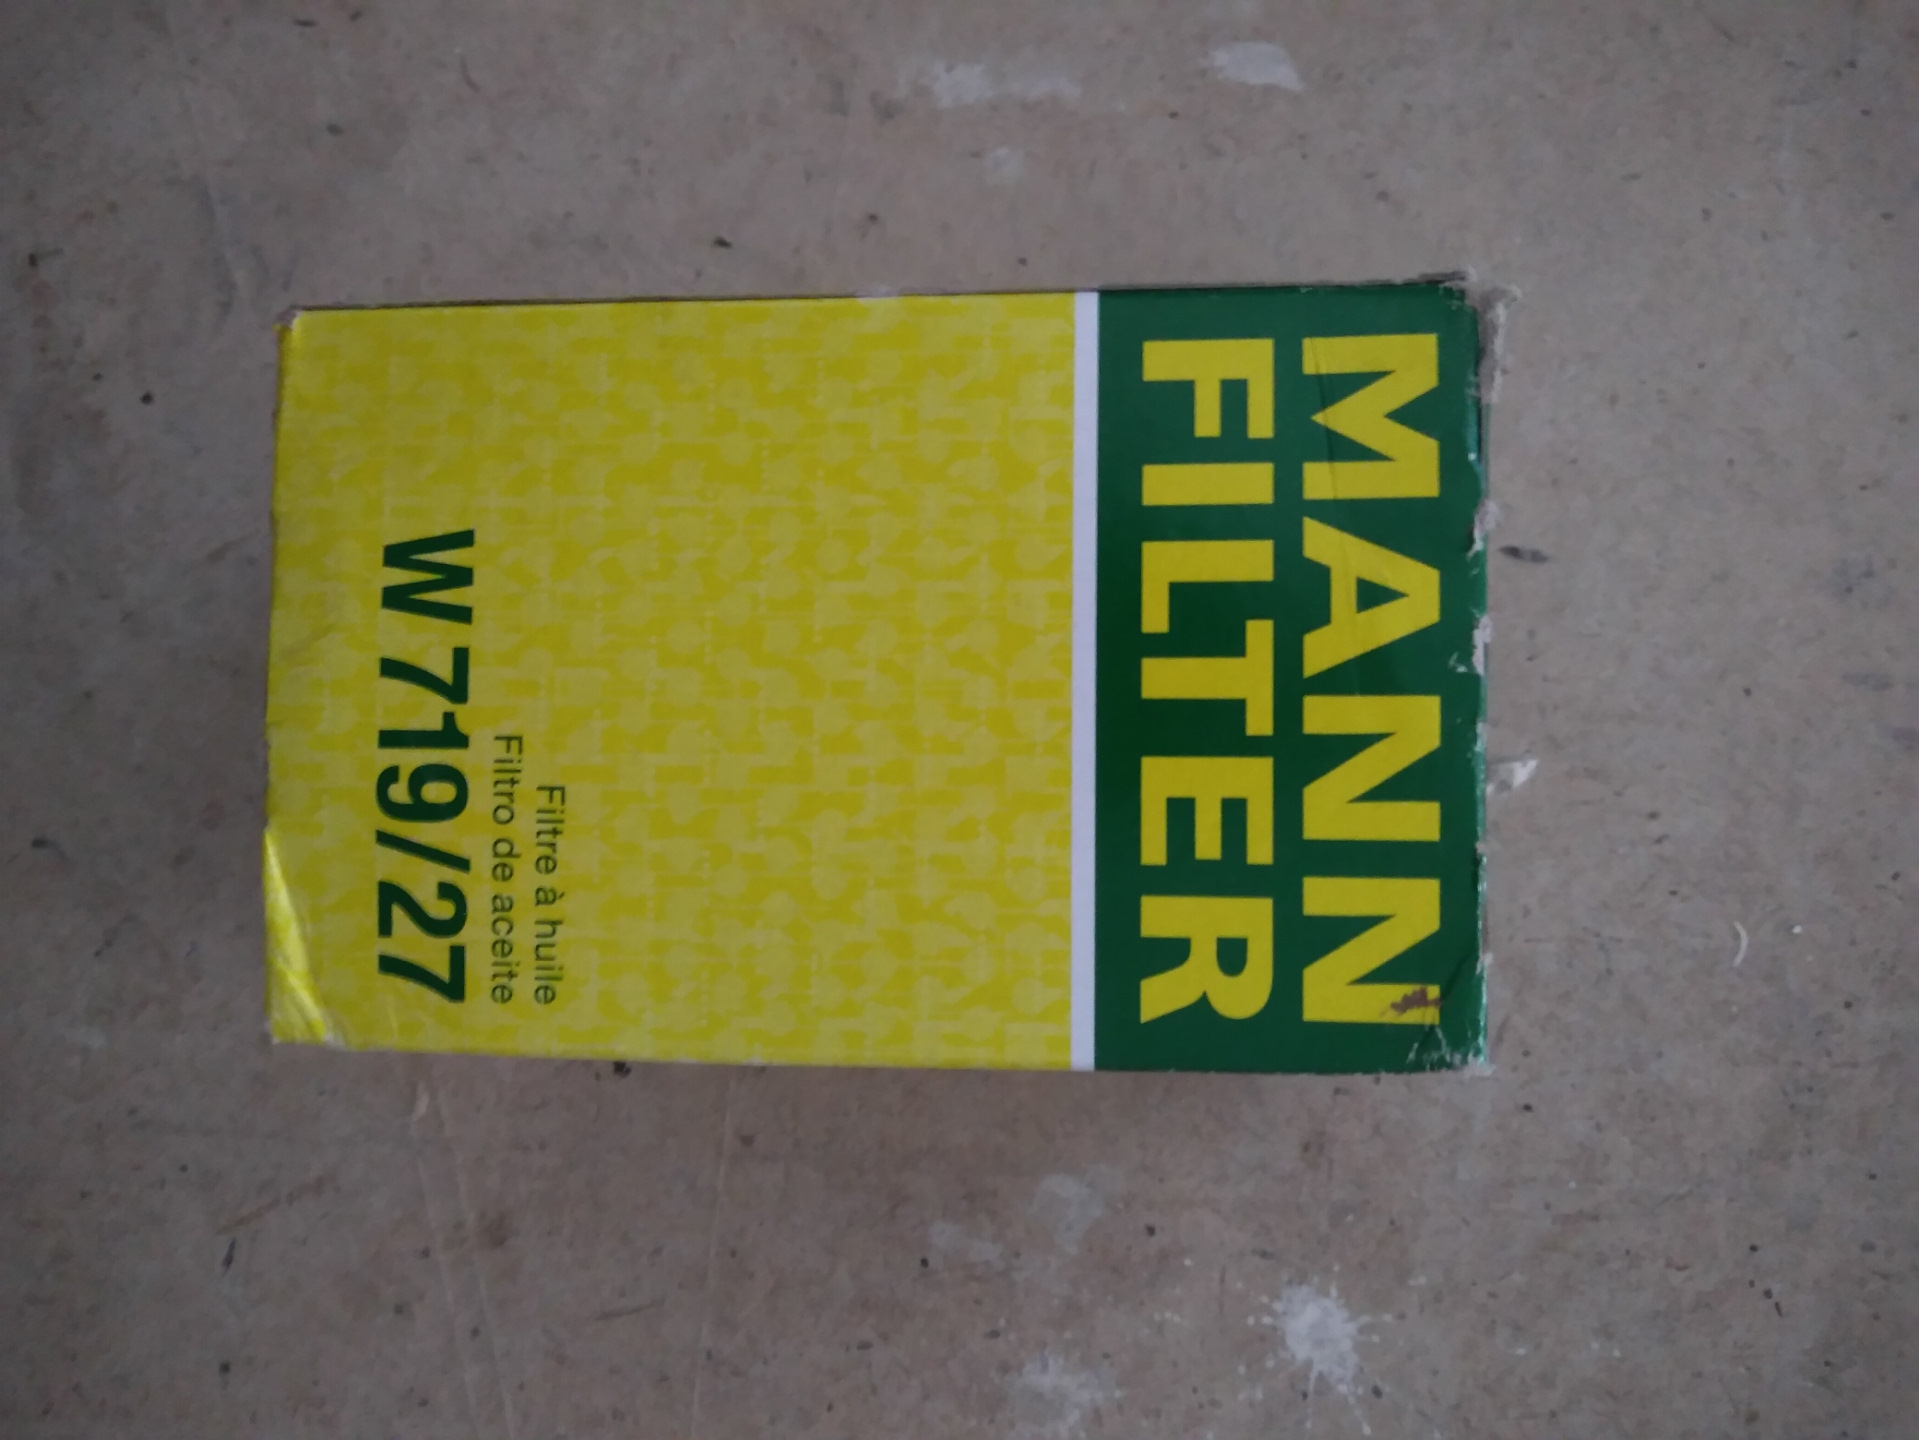 MANN
FILTER
Filtre à huile
Filtro de aceite
W 719/27